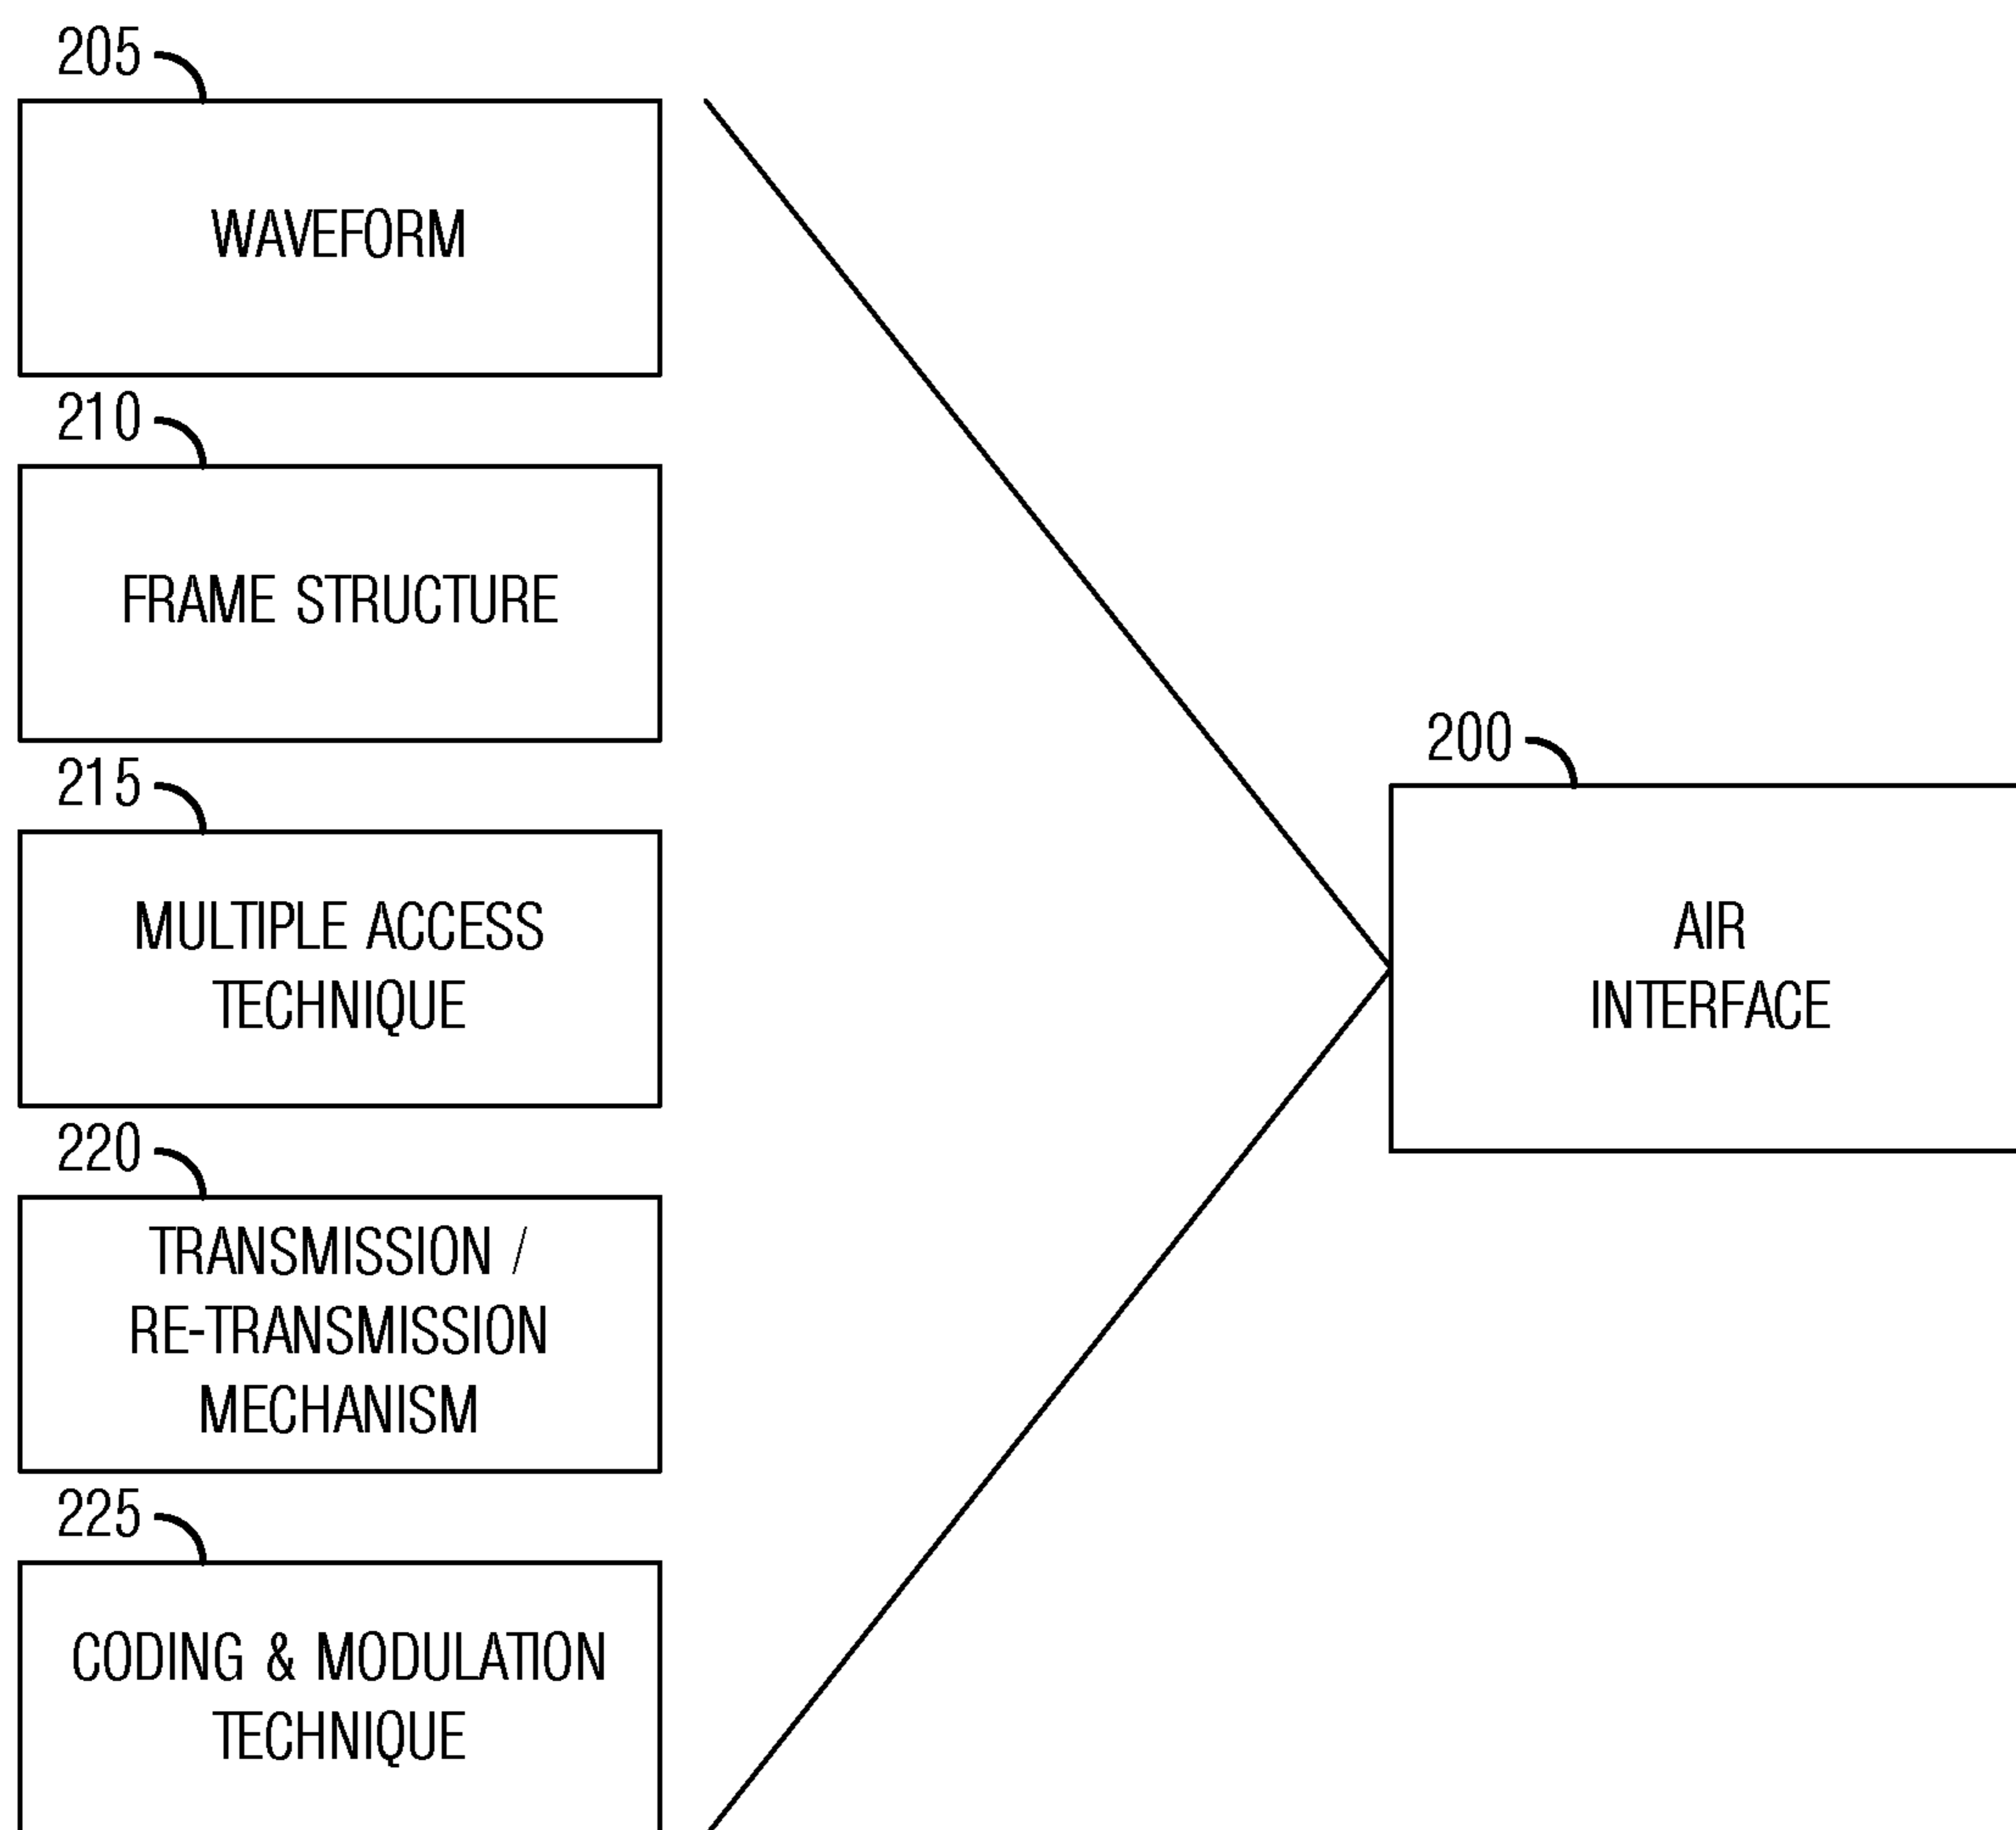 205
WAVEFORM
210
FRAME STRUCTURE
215
MULTIPLE ACCESS
TECHNIQUE
220
TRANSMISSION /
RE-TRANSMISSION
MECHANISM
225
CODING & MODULATION
TECHNIQUE
200
AIR
INTERFACE